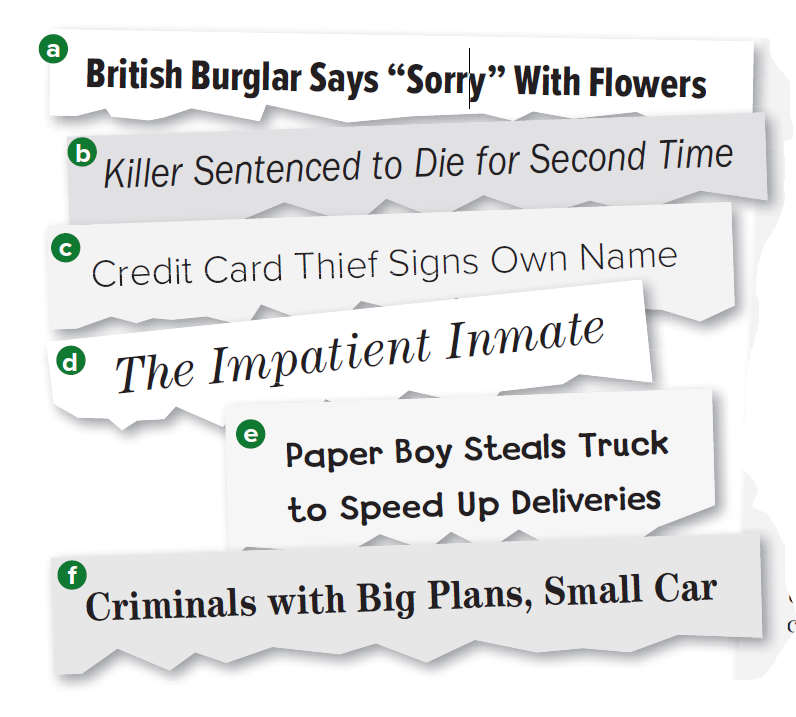 a British Burglar Says “Sorry” With Flowers
b Killer Sentenced to Die for Second Time
c Credit Card Thief Signs Own Name
d The Impatient Inmate
e Paper Boy Steals Truck
to Speed Up Deliveries
f Criminals with Big Plans, Small Car